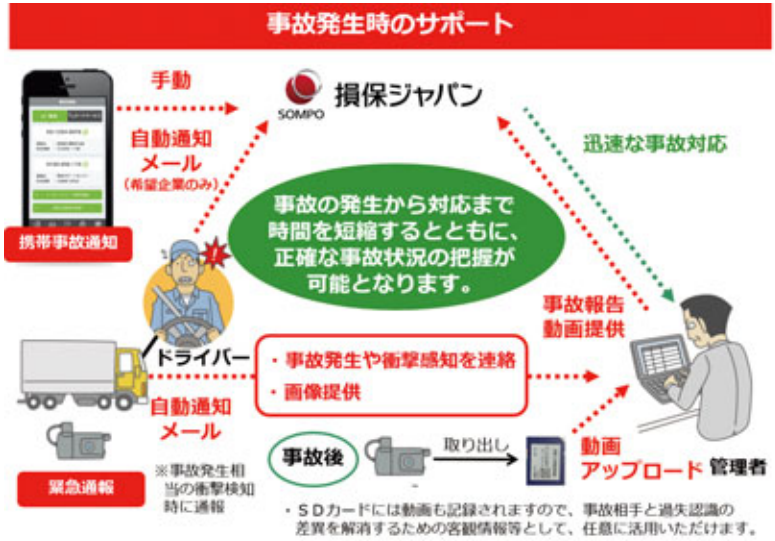 事故発生時のサポート
手動
SOMPO
損保ジャパン
自動通知
メール
(希望企業のみ)
迅速な事故対応
携帯事故通知
事故の発生から対応まで
時間を短縮するとともに、
正確な事故状況の把握が
可能となります。
!
事故報告
動画提供
ドライバー
・事故発生や衝撃感知を連絡
・画像提供
自動通知
メール
緊急通報
※事故発生相
当の衝撃検知
時に通報
事故後
取り出し
動画
アップロード
管理者
・SDカードには動画も記録されますので、事故相手と過失認識の
差異を解消するための客観情報等として、任意に活用いただけます。